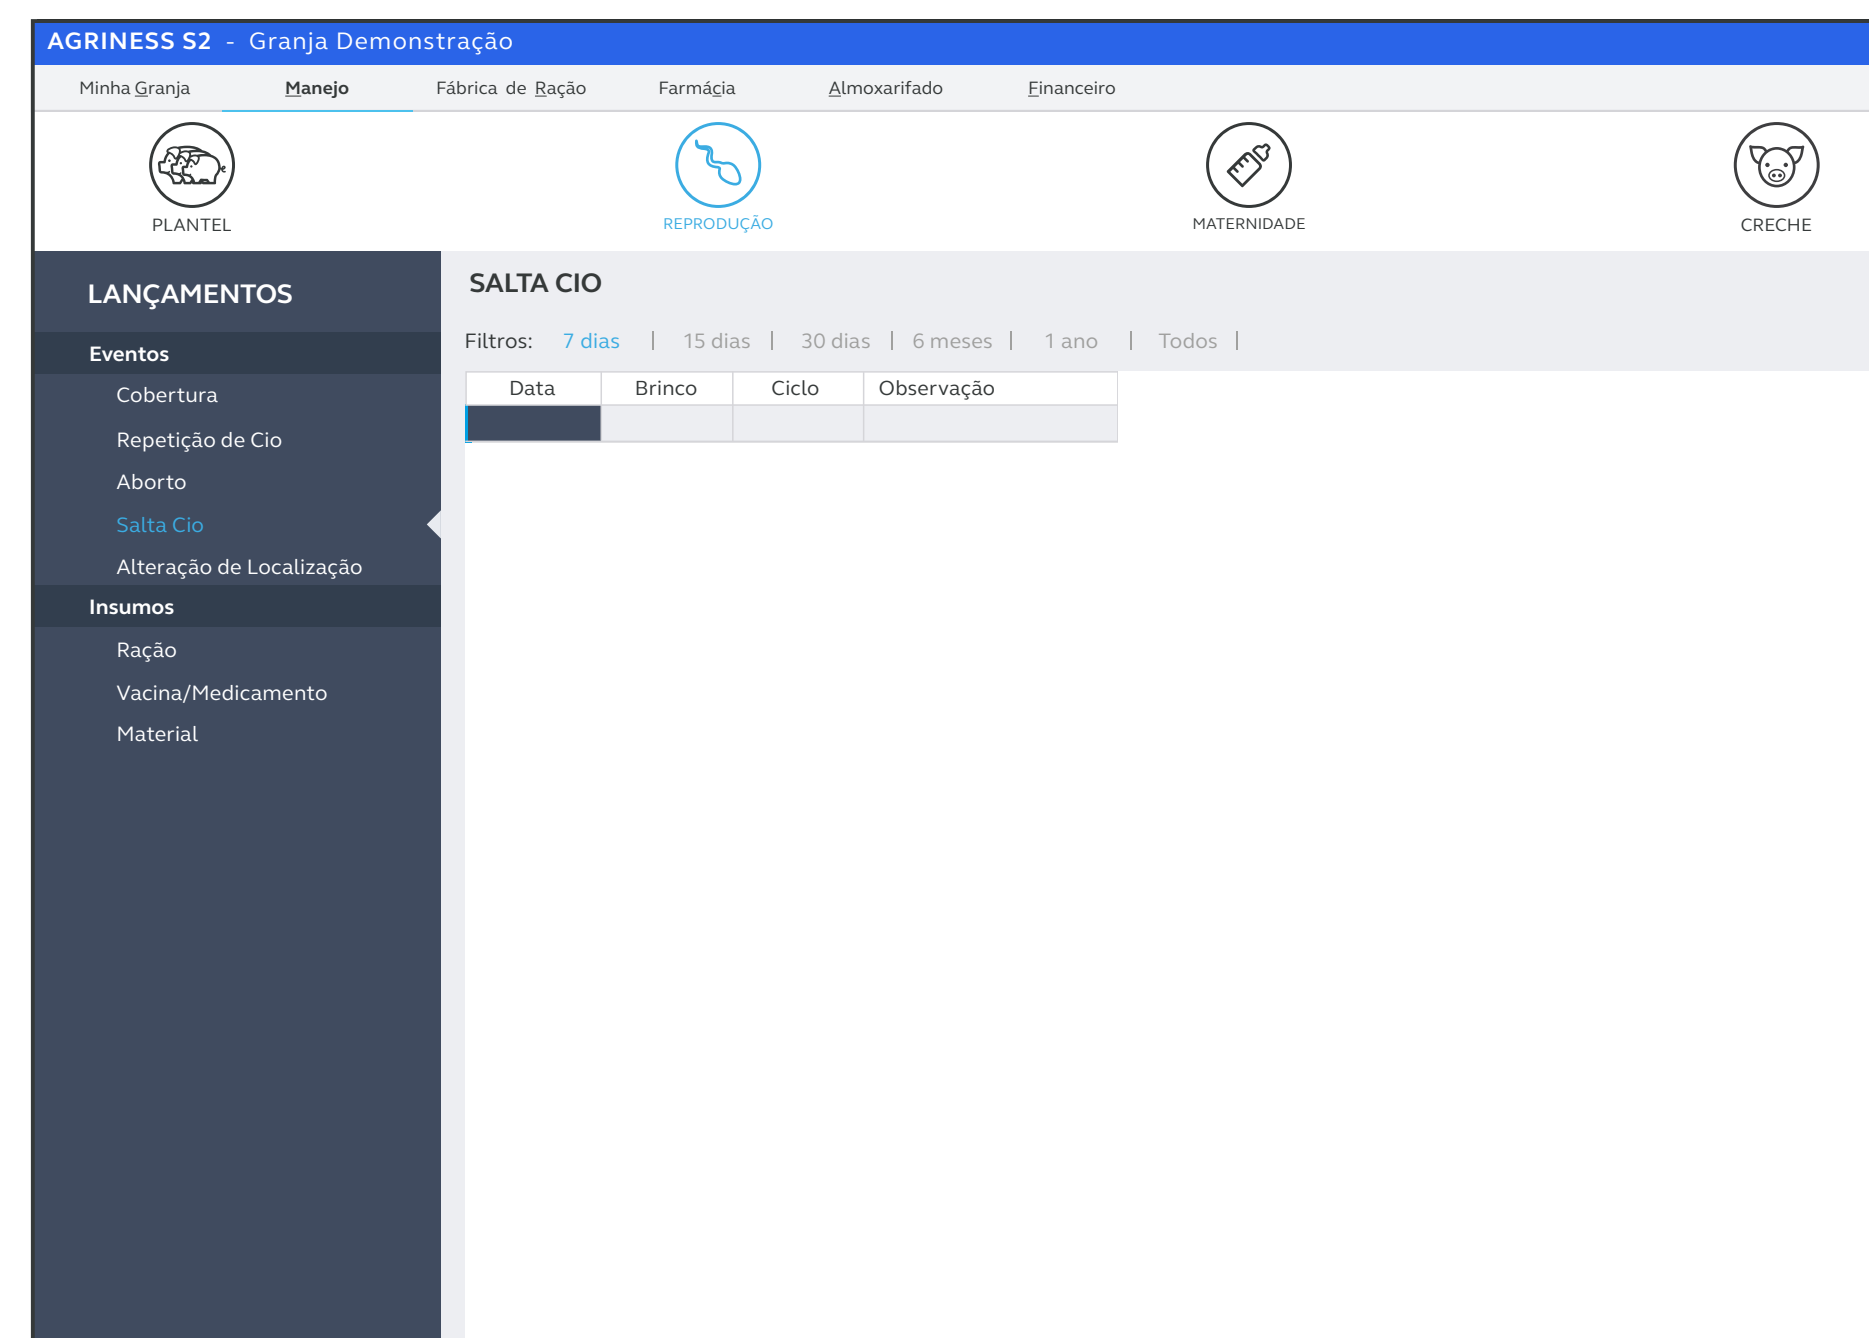 AGRINESS S2 - Granja Demonstração
Minha Granja Manejo Fábrica de Ração Farmácia Almoxarifado Financeiro
PLANTEL REPRODUÇÃO MATERNIDADE CRECHE
LANÇAMENTOS
Eventos
Cobertura
Repetição de Cio
Aborto
Salta Cio
Alteração de Localização
Insumos
Ração
Vacina/Medicamento
Material
SALTA CIO
Filtros: 7 dias | 15 dias | 30 dias | 6 meses | 1 ano | Todos |
Data Brinco Ciclo Observação